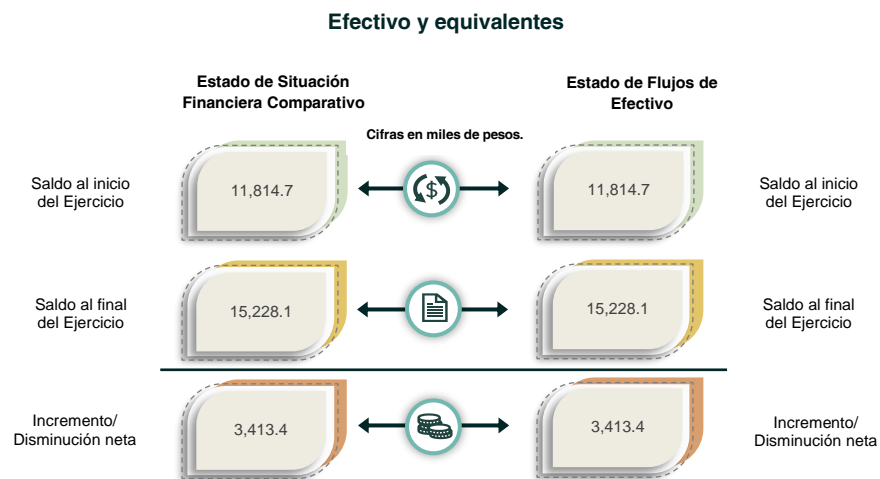 Efectivo y equivalentes
Estado de Situación
Financiera Comparativo
Estado de Flujos de
Efectivo
Cifras en miles de pesos.
Saldo al inicio
del Ejercicio
11,814.7
$
11,814.7
Saldo al inicio
del Ejercicio
Saldo al final
del Ejercicio
15,228.1
15,228.1
Saldo al final
del Ejercicio
Incremento/
Disminución neta
3,413.4
3,413.4
Incremento/
Disminución neta